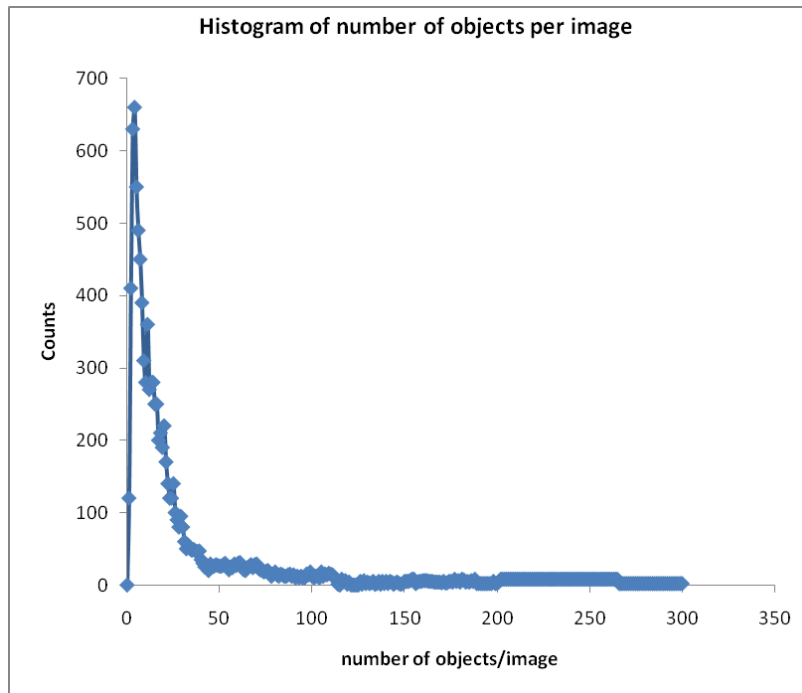 Histogram of number of objects per image
700
600
500
400
300
200
100
0
Counts
0 50 100 150 200 250 300 350
number of objects/image